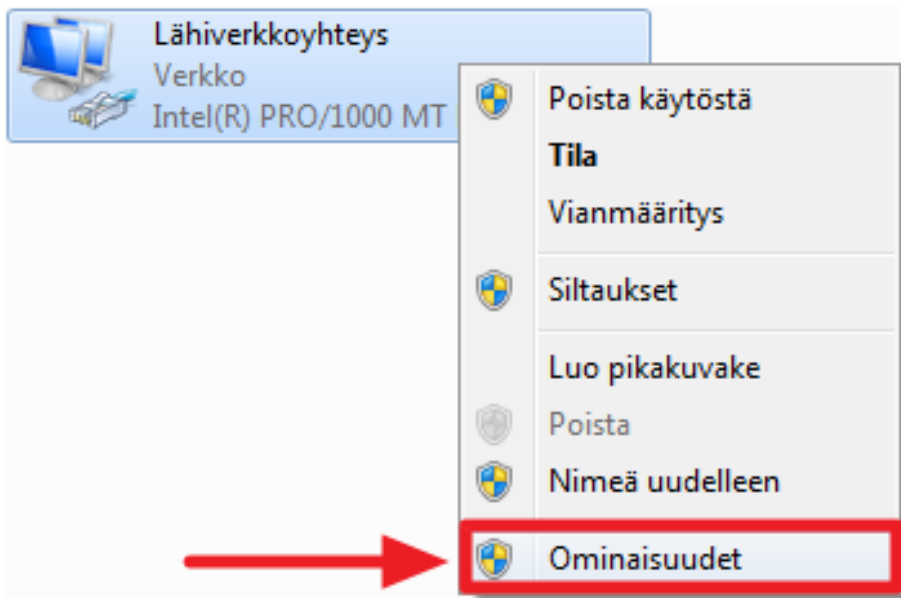 Lähiverkkoyhteys
Verkko
Intel(R) PRO/1000 MT
Poista käytöstä
Tila
Vianmääritys
Siltaukset
Luo pikakuvake
Poista
Nimeä uudelleen
Ominaisuudet